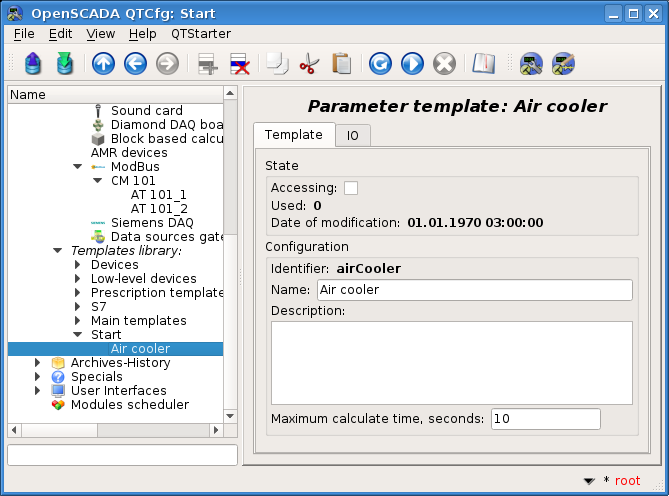 OpenSCADA QTCfg: Start
File Edit View Help QTStarter
Name
Sound card
Diamond DAQ boa
Block based calcu
AMR devices
ModBus
CM 101
AT 101_1
AT 101_2
Siemens DAQ
Data sources gate
Templates library:
Devices
Low-level devices
Prescription template
S7
Main templates
Start
Air cooler
Archives-History
Specials
User Interfaces
Modules scheduler
Parameter template: Air cooler
Template IO
State
Accessing:
Used: 0
Date of modification: 01.01.1970 03:00:00
Configuration
Identifier: airCooler
Name: Air cooler
Description:
Maximum calculate time, seconds: 10
* root